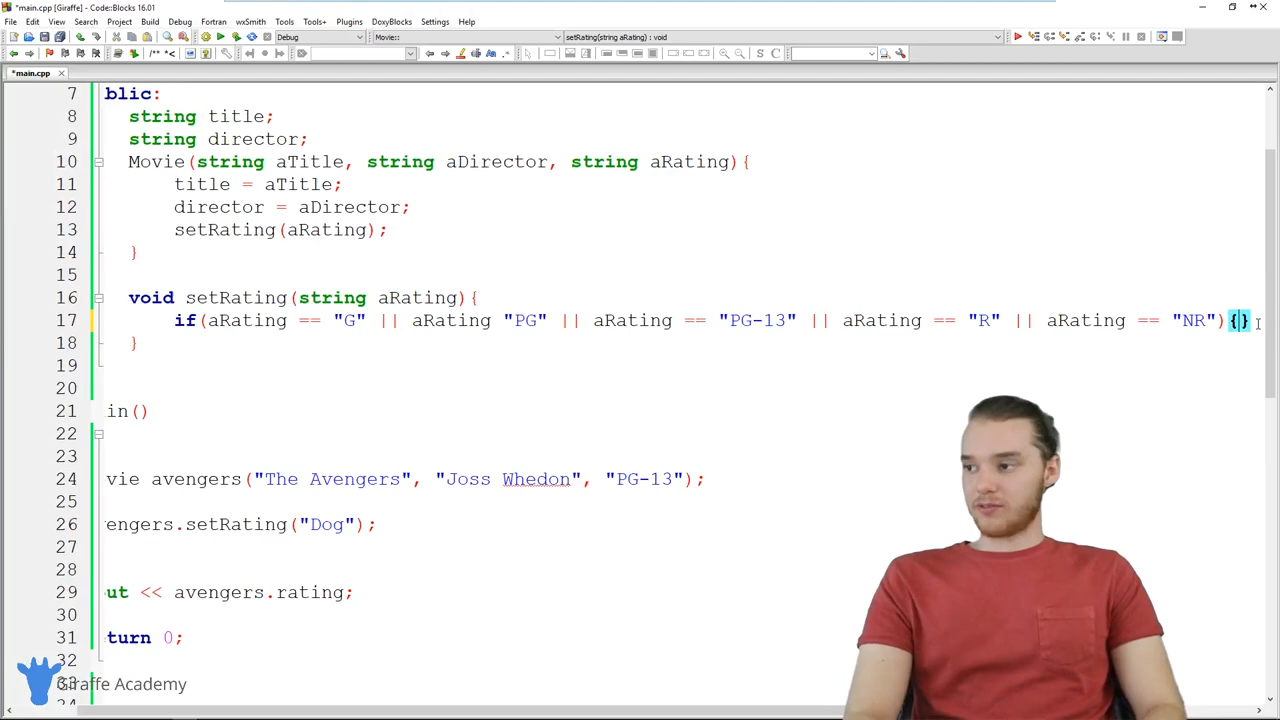 *main.cpp [Giraffe] - Code::Blocks 16.01
File Edit View Search Project Build Debug Fortran wxSmith Tools Tools+ Plugins DoxyBlocks Settings Help
Debug Movie:: setRating(string aRating) : void
*main.cpp
7 blic:
8 string title;
9 string director;
10 Movie(string aTitle, string aDirector, string aRating){
11 title = aTitle;
12 director = aDirector;
13 setRating(aRating);
14 }
15
16 void setRating(string aRating){
17 if(aRating == "G" || aRating "PG" || aRating == "PG-13" || aRating == "R" || aRating == "NR"){}
18 }
19
20
21 in()
22
23
24 vie avengers("The Avengers", "Joss Whedon", "PG-13");
25
26 engers.setRating("Dog");
27
28
29 ut << avengers.rating;
30
31 turn 0;
32
33
Giraffe Academy